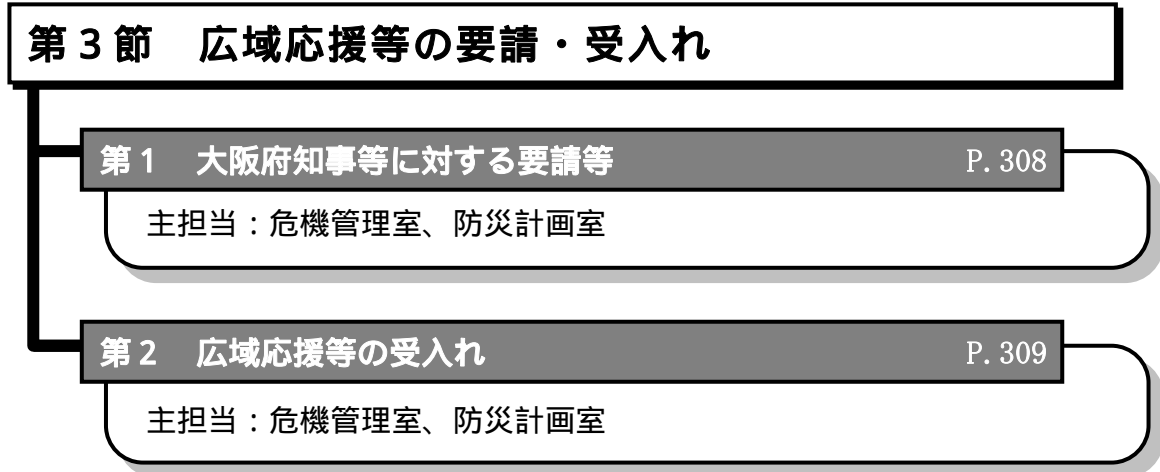 第3節　広域応援等の要請・受入れ
第1　大阪府知事等に対する要請等　P.308
主担当：危機管理室、防災計画室
第2　広域応援等の受入れ　P.309
主担当：危機管理室、防災計画室